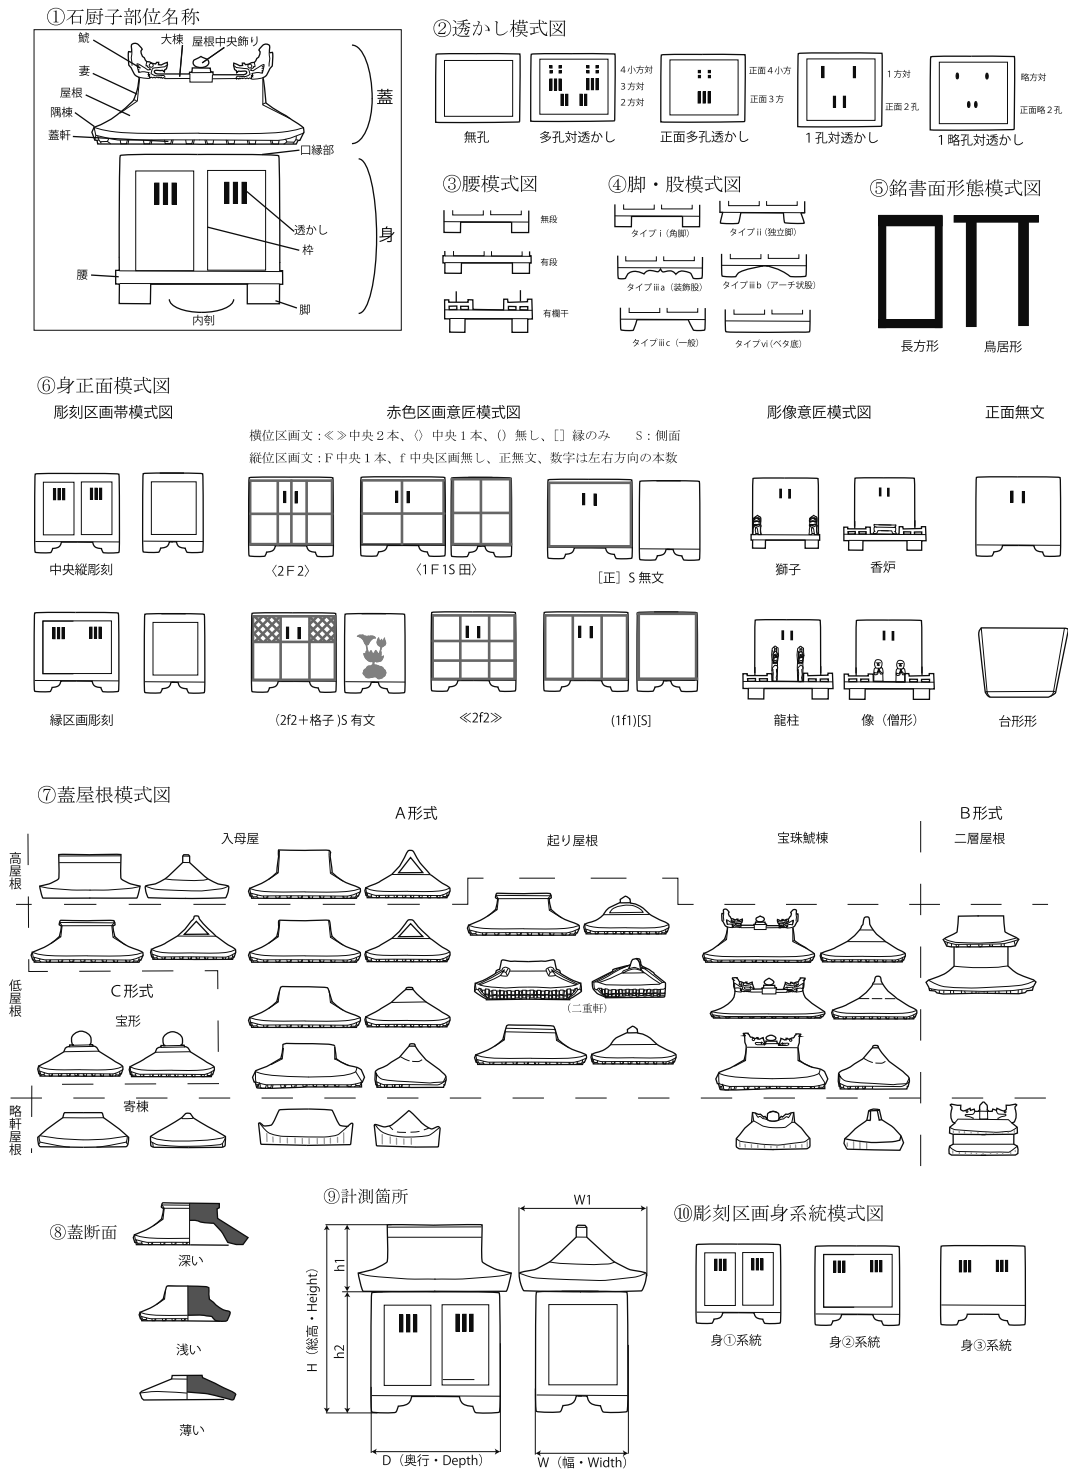 ①石厨子部位名称
鯱
大棟
屋根中央飾り
妻
屋根
隅棟
蓋軒
蓋
口縁部
透かし
枠
身
腰
脚
内刳
②透かし模式図
4小方対
3方対
2方対
正面4小方
正面3方
1方対
正面2孔
略方対
正面略2孔
無孔
多孔対透かし
正面多孔透かし
1孔対透かし
1略孔対透かし
③腰模式図
無段
有段
有欄干
④脚・股模式図
タイプⅰ(角脚)
タイプⅱ(独立脚)
タイプⅲa(装飾股)
タイプⅲb(アーチ状股)
タイプⅲc(一般)
タイプⅵ(ベタ底)
⑤銘書面形態模式図
長方形
鳥居形
⑥身正面模式図
彫刻区画帯模式図
赤色区画意匠模式図
彫像意匠模式図
正面無文
横位区画文:≪≫中央2本、〈〉中央1本、()無し、[]縁のみ　S:側面
縦位区画文:F中央1本、f中央区画無し、正無文、数字は左右方向の本数
中央縦彫刻
〈2F2〉
〈1F1S田〉
[正]S無文
獅子
香炉
縁区画彫刻
(2f2+格子)S有文
≪2f2≫
(1f1)[S]
龍柱
像(僧形)
台形形
⑦蓋屋根模式図
A形式
B形式
入母屋
起り屋根
宝珠鯱棟
二層屋根
高屋根
低屋根
C形式
宝形
(二重軒)
略軒屋根
寄棟
⑧蓋断面
深い
浅い
薄い
⑨計測箇所
W1
h1
H(総高・Height)
h2
D(奥行・Depth)
W(幅・Width)
⑩彫刻区画身系統模式図
身①系統
身②系統
身③系統